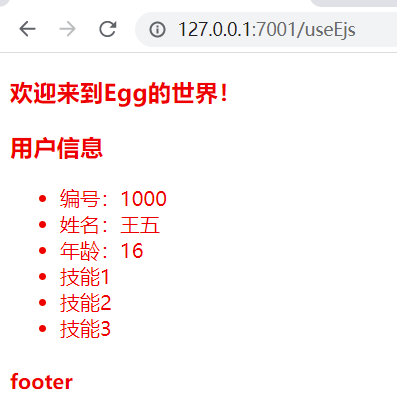 127.0.0.1:7001/useEjs
欢迎来到Egg的世界！
用户信息
编号：1000
姓名：王五
年龄：16
技能1
技能2
技能3
footer